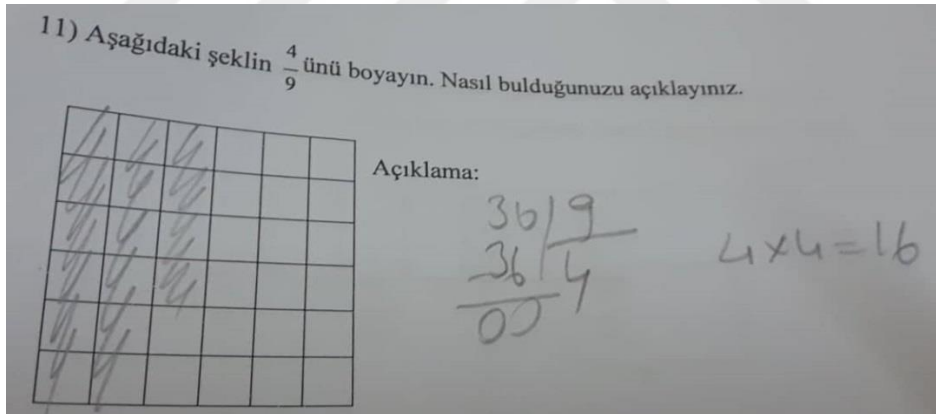 11) Aşağıdaki şeklin 4/9 ünü boyayın. Nasıl bulduğunuzu açıklayınız.
Açıklama:
36 | 9
36 | 4
00
4x4=16